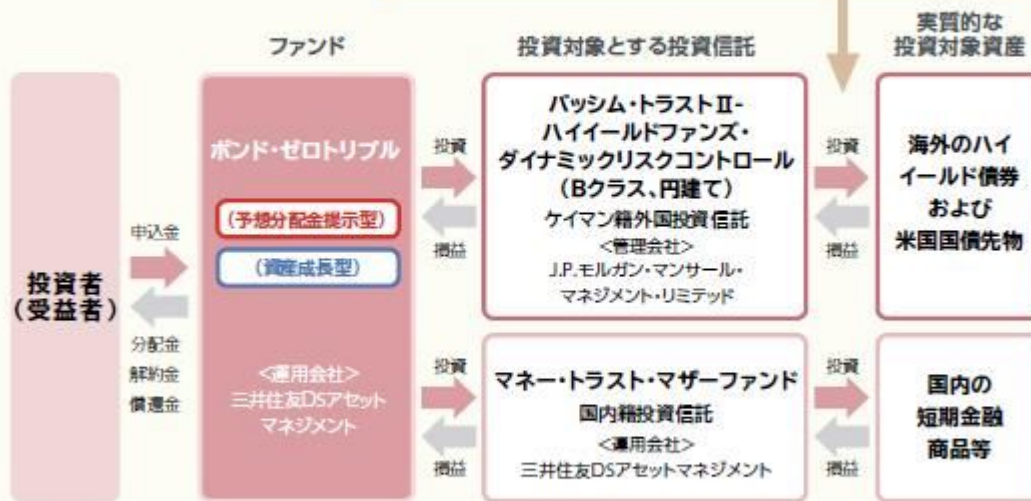 ファンド
投資対象とする投資信託
実質的な
投資対象資産
投資者
(受益者)
申込金
分配金
解約金
償還金
ボンド・ゼロトリプル
(予想分配金提示型)
(資産成長型)
<運用会社>
三井住友DSアセット
マネジメント
投資
損益
バッシム・トラストⅡ-
ハイイールドファンズ・
ダイナミックリスクコントロール
(Bクラス、円建て)
ケイマン籍外国投資信託
<管理会社>
J.P.モルガン・マンサール・
マネジメント・リミテッド
投資
損益
海外のハイ
イールド債券
および
米国国債先物
投資
損益
マネー・トラスト・マザーファンド
国内籍投資信託
<運用会社>
三井住友DSアセットマネジメント
投資
損益
国内の
短期金融
商品等